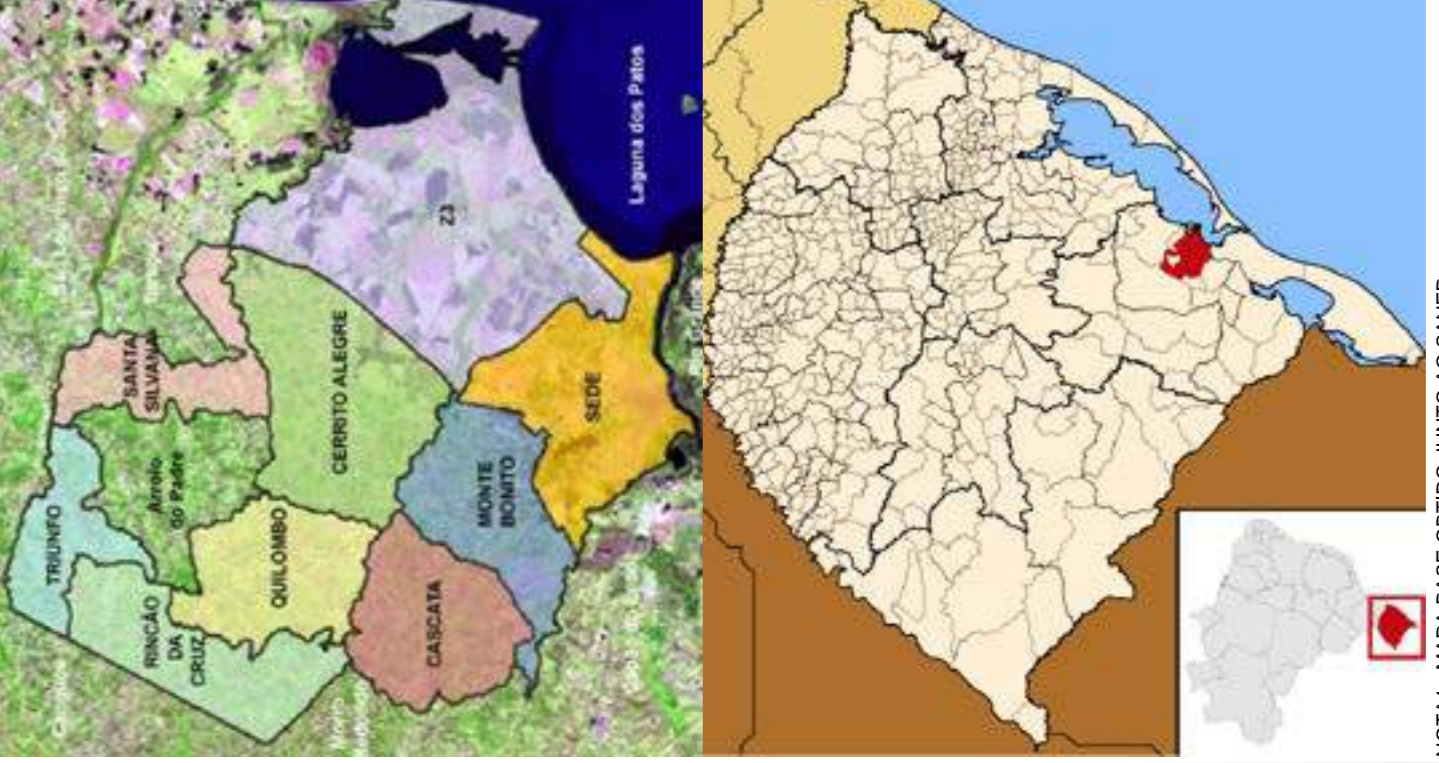 TRIUNFO
SANTA
SILVANA
Arroio
do Padre
RINCÃO
DA
CRUZ
QUILOMBO
CERRITO ALEGRE
Z3
CASCATA
MONTE
BONITO
SEDE
Laguna dos Patos